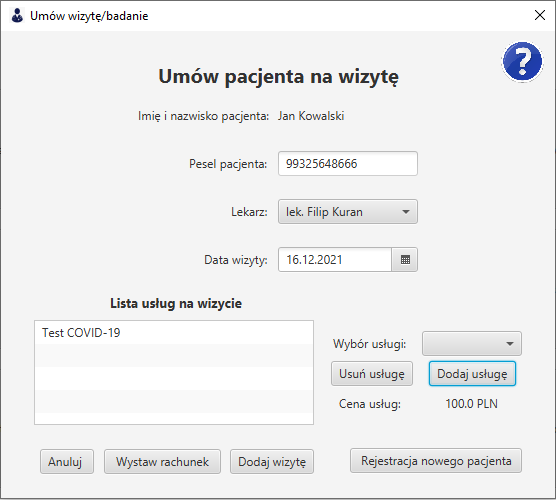 Umów wizytę/badanie
Umów pacjenta na wizytę
?
Imię i nazwisko pacjenta: Jan Kowalski
Pesel pacjenta: 99325648666
Lekarz: lek. Filip Kuran
Data wizyty: 16.12.2021
Lista usług na wizycie
Test COVID-19
Wybór usługi:
Usuń usługę Dodaj usługę
Cena usług: 100.0 PLN
Anuluj Wystaw rachunek Dodaj wizytę Rejestracja nowego pacjenta